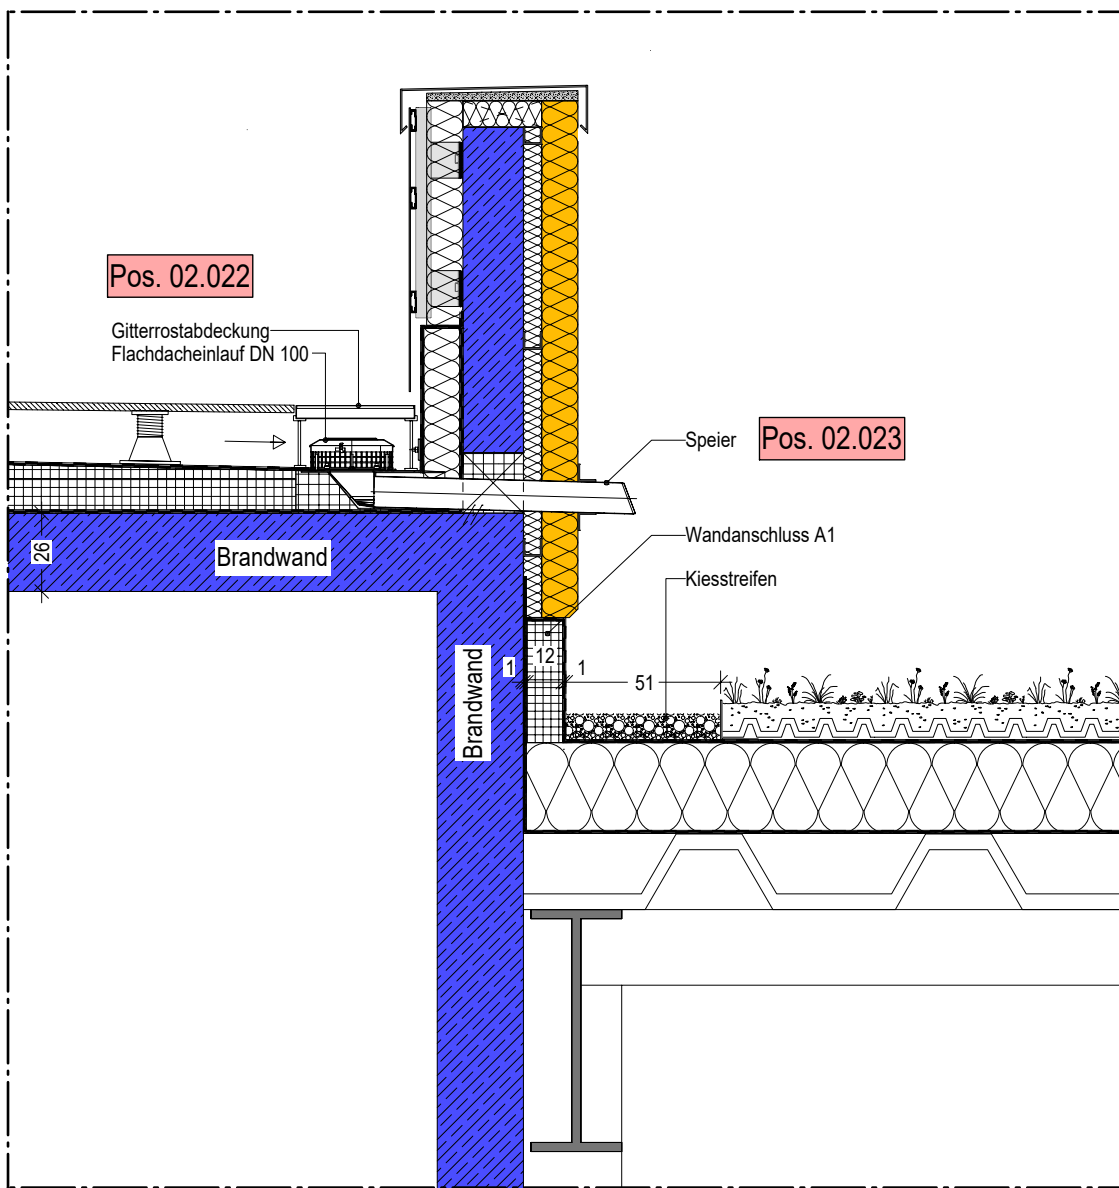 Pos. 02.022
Gitterrostabdeckung
Flachdacheinlauf DN 100
Speier
Pos. 02.023
Wandanschluss A1
26
Brandwand
Kiesstreifen
Brandwand
1
12
1
51